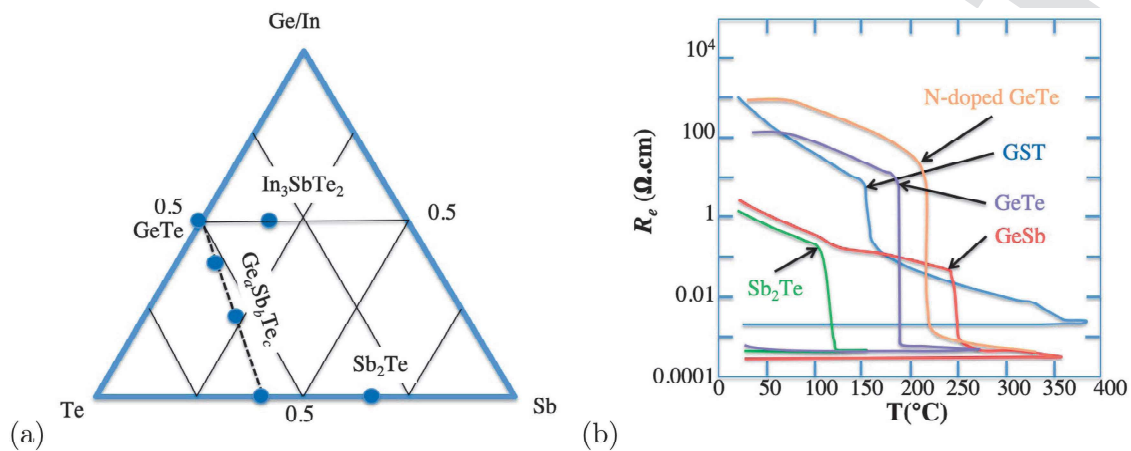 Ge/In
In₃SbTe₂
0.5
0.5
GeTe
GeₐSb_bTe_c
Sb₂Te
Te
0.5
Sb
(a)
10⁴
100
1
0.01
0.0001
Rₑ (Ω.cm)
N-doped GeTe
GST
GeTe
GeSb
Sb₂Te
0
50
100
150
200
250
300
350
400
T(°C)
(b)